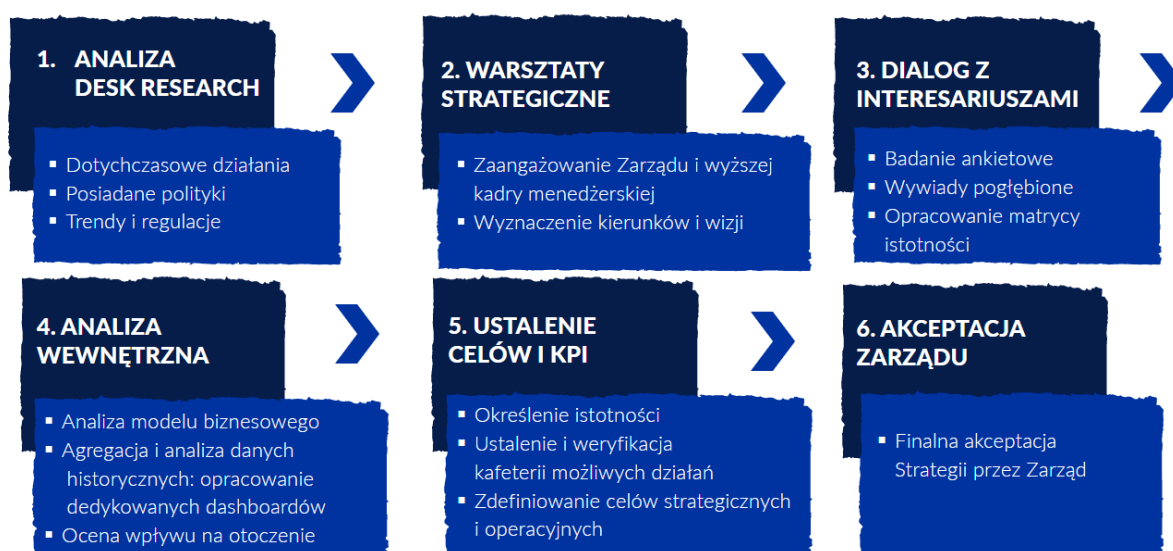 1. ANALIZA
DESK RESEARCH
▪ Dotychczasowe działania
▪ Posiadane polityki
▪ Trendy i regulacje
2. WARSZTATY
STRATEGICZNE
▪ Zaangażowanie Zarządu i wyższej
kadry menedżerskiej
▪ Wyznaczenie kierunków i wizji
3. DIALOG Z
INTERESARIUSZAMI
▪ Badanie ankietowe
▪ Wywiady pogłębione
▪ Opracowanie matrycy
istotności
4. ANALIZA
WEWNĘTRZNA
▪ Analiza modelu biznesowego
▪ Agregacja i analiza danych
historycznych: opracowanie
dedykowanych dashboardów
▪ Ocena wpływu na otoczenie
5. USTALENIE
CELÓW I KPI
▪ Określenie istotności
▪ Ustalenie i weryfikacja
kafeterii możliwych działań
▪ Zdefiniowanie celów strategicznych
i operacyjnych
6. AKCEPTACJA
ZARZĄDU
▪ Finalna akceptacja
Strategii przez Zarząd